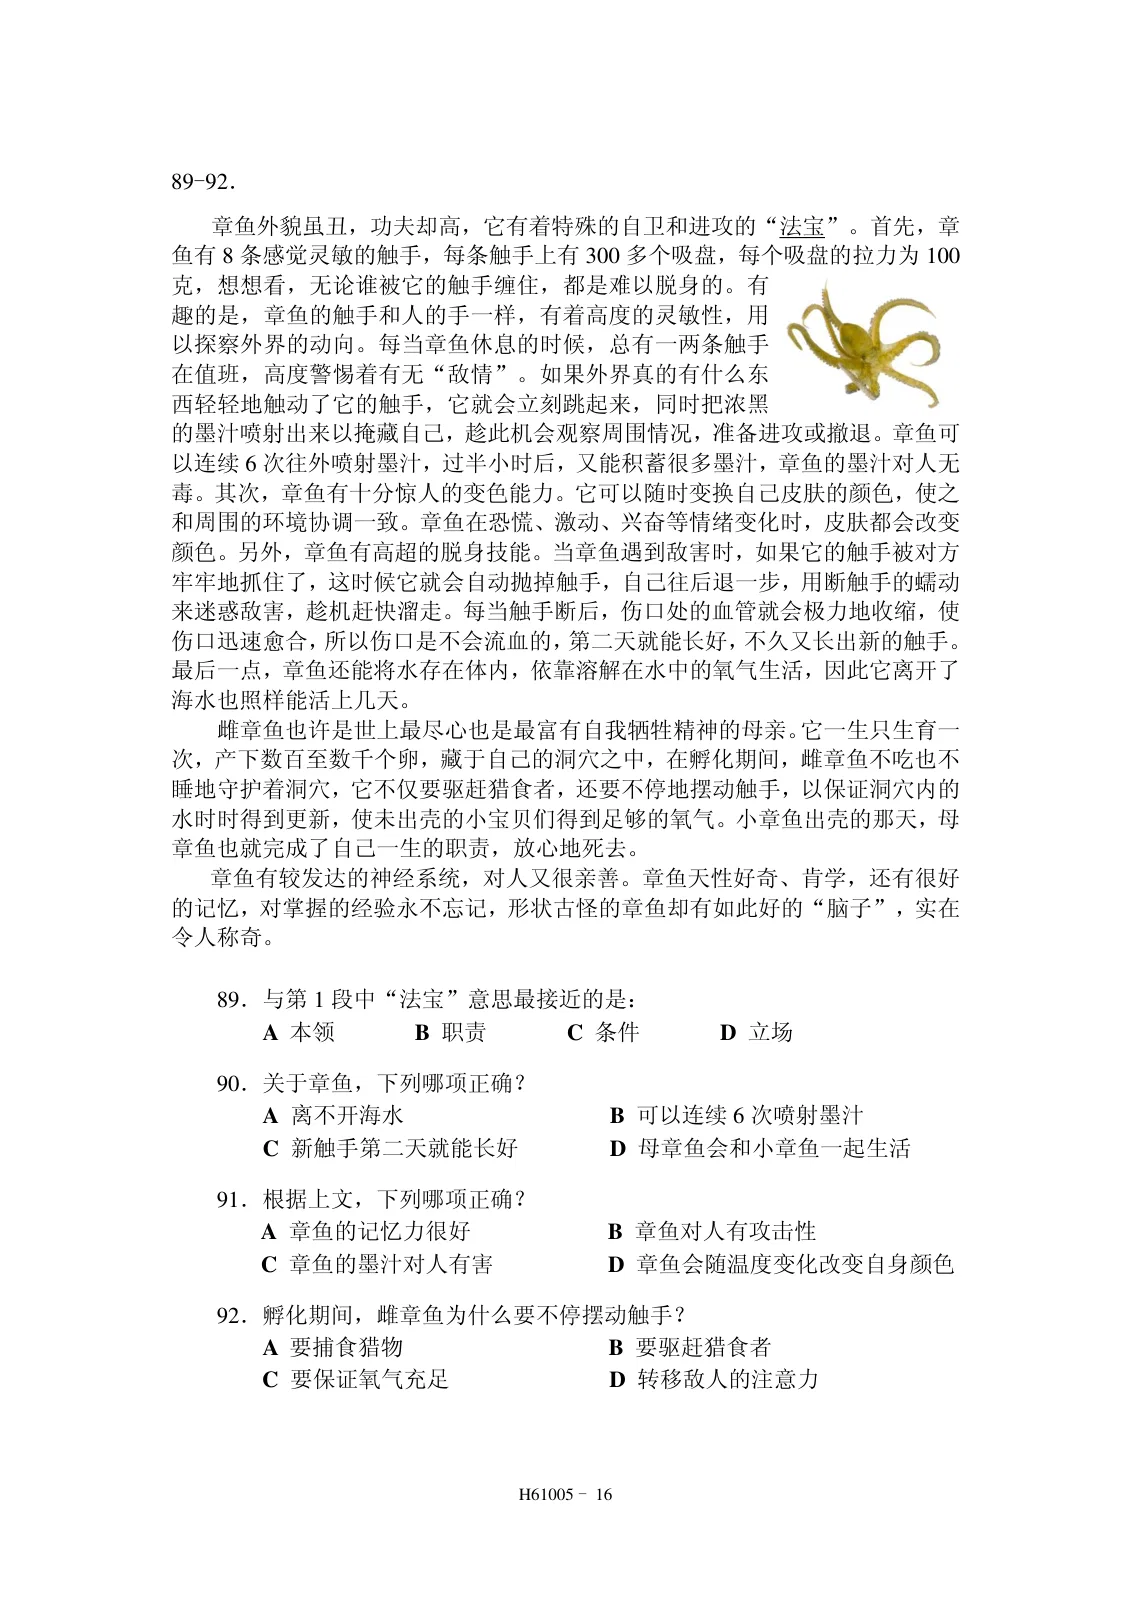 89-92．
章鱼外貌虽丑，功夫却高，它有着特殊的自卫和进攻的“法宝”。首先，章
鱼有 8 条感觉灵敏的触手，每条触手上有 300 多个吸盘，每个吸盘的拉力为 100
克，想想看，无论谁被它的触手缠住，都是难以脱身的。有
趣的是，章鱼的触手和人的手一样，有着高度的灵敏性，用
以探察外界的动向。每当章鱼休息的时候，总有一两条触手
在值班，高度警惕着有无“敌情”。如果外界真的有什么东
西轻轻地触动了它的触手，它就会立刻跳起来，同时把浓黑
的墨汁喷射出来以掩藏自己，趁此机会观察周围情况，准备进攻或撤退。章鱼可
以连续 6 次往外喷射墨汁，过半小时后，又能积蓄很多墨汁，章鱼的墨汁对人无
毒。其次，章鱼有十分惊人的变色能力。它可以随时变换自己皮肤的颜色，使之
和周围的环境协调一致。章鱼在恐慌、激动、兴奋等情绪变化时，皮肤都会改变
颜色。另外，章鱼有高超的脱身技能。当章鱼遇到敌害时，如果它的触手被对方
牢牢地抓住了，这时候它就会自动抛掉触手，自己往后退一步，用断触手的蠕动
来迷惑敌害，趁机赶快溜走。每当触手断后，伤口处的血管就会极力地收缩，使
伤口迅速愈合，所以伤口是不会流血的，第二天就能长好，不久又长出新的触手。
最后一点，章鱼还能将水存在体内，依靠溶解在水中的氧气生活，因此它离开了
海水也照样能活上几天。
雌章鱼也许是世上最尽心也是最富有自我牺牲精神的母亲。它一生只生育一
次，产下数百至数千个卵，藏于自己的洞穴之中，在孵化期间，雌章鱼不吃也不
睡地守护着洞穴，它不仅要驱赶猎食者，还要不停地摆动触手，以保证洞穴内的
水时时得到更新，使未出壳的小宝贝们得到足够的氧气。小章鱼出壳的那天，母
章鱼也就完成了自己一生的职责，放心地死去。
章鱼有较发达的神经系统，对人又很亲善。章鱼天性好奇、肯学，还有很好
的记忆，对掌握的经验永不忘记，形状古怪的章鱼却有如此好的“脑子”，实在
令人称奇。
89．与第 1 段中“法宝”意思最接近的是：
A 本领 B 职责 C 条件 D 立场
90．关于章鱼，下列哪项正确？
A 离不开海水 B 可以连续 6 次喷射墨汁
C 新触手第二天就能长好 D 母章鱼会和小章鱼一起生活
91．根据上文，下列哪项正确？
A 章鱼的记忆力很好 B 章鱼对人有攻击性
C 章鱼的墨汁对人有害 D 章鱼会随温度变化改变自身颜色
92．孵化期间，雌章鱼为什么要不停摆动触手？
A 要捕食猎物 B 要驱赶猎食者
C 要保证氧气充足 D 转移敌人的注意力
H61005－ 16